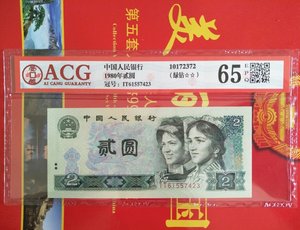 第五套
美
ACG
AI CANG GUARANTY
中国人民银行
1980年贰圆
冠号: IT61557423
10172372
(绿钻☆☆)
65 EPQ
中国人民银行
贰圆
IT61557423
2
2
国